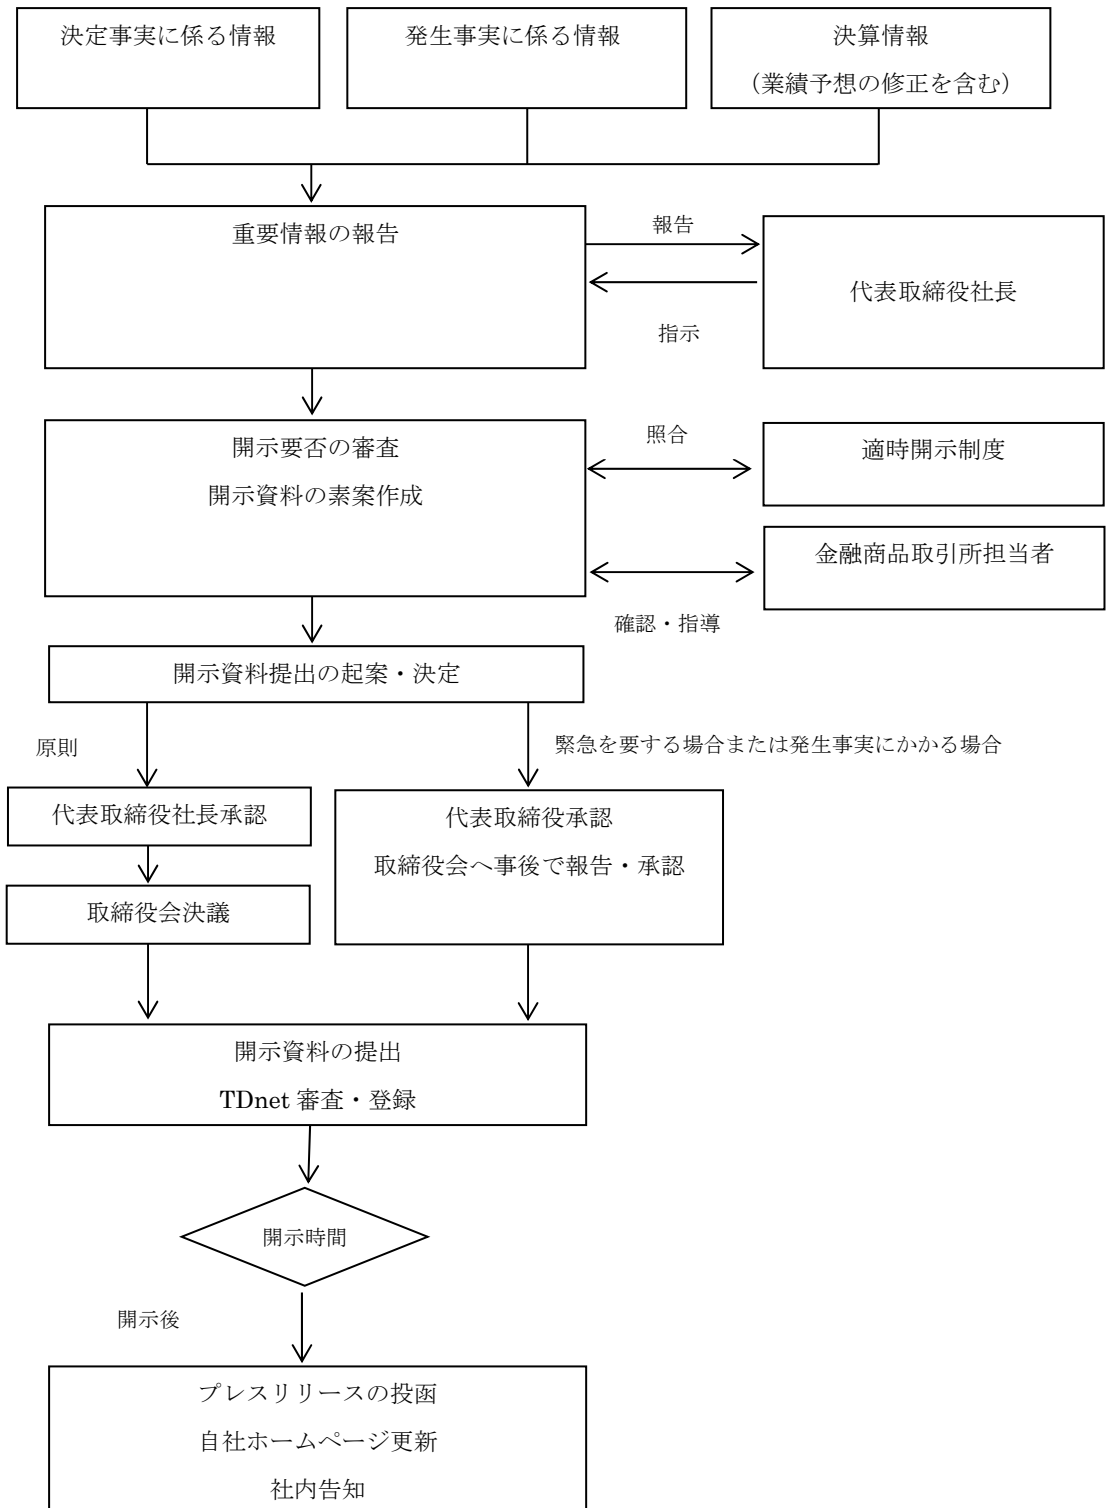 決定事実に係る情報
発生事実に係る情報
決算情報
（業績予想の修正を含む）
重要情報の報告
報告
代表取締役社長
指示
開示要否の審査
開示資料の素案作成
照合
適時開示制度
金融商品取引所担当者
確認・指導
開示資料提出の起案・決定
原則
緊急を要する場合または発生事実にかかる場合
代表取締役社長承認
取締役会決議
代表取締役承認
取締役会へ事後で報告・承認
開示資料の提出
TDnet 審査・登録
開示時間
開示後
プレスリリースの投函
自社ホームページ更新
社内告知